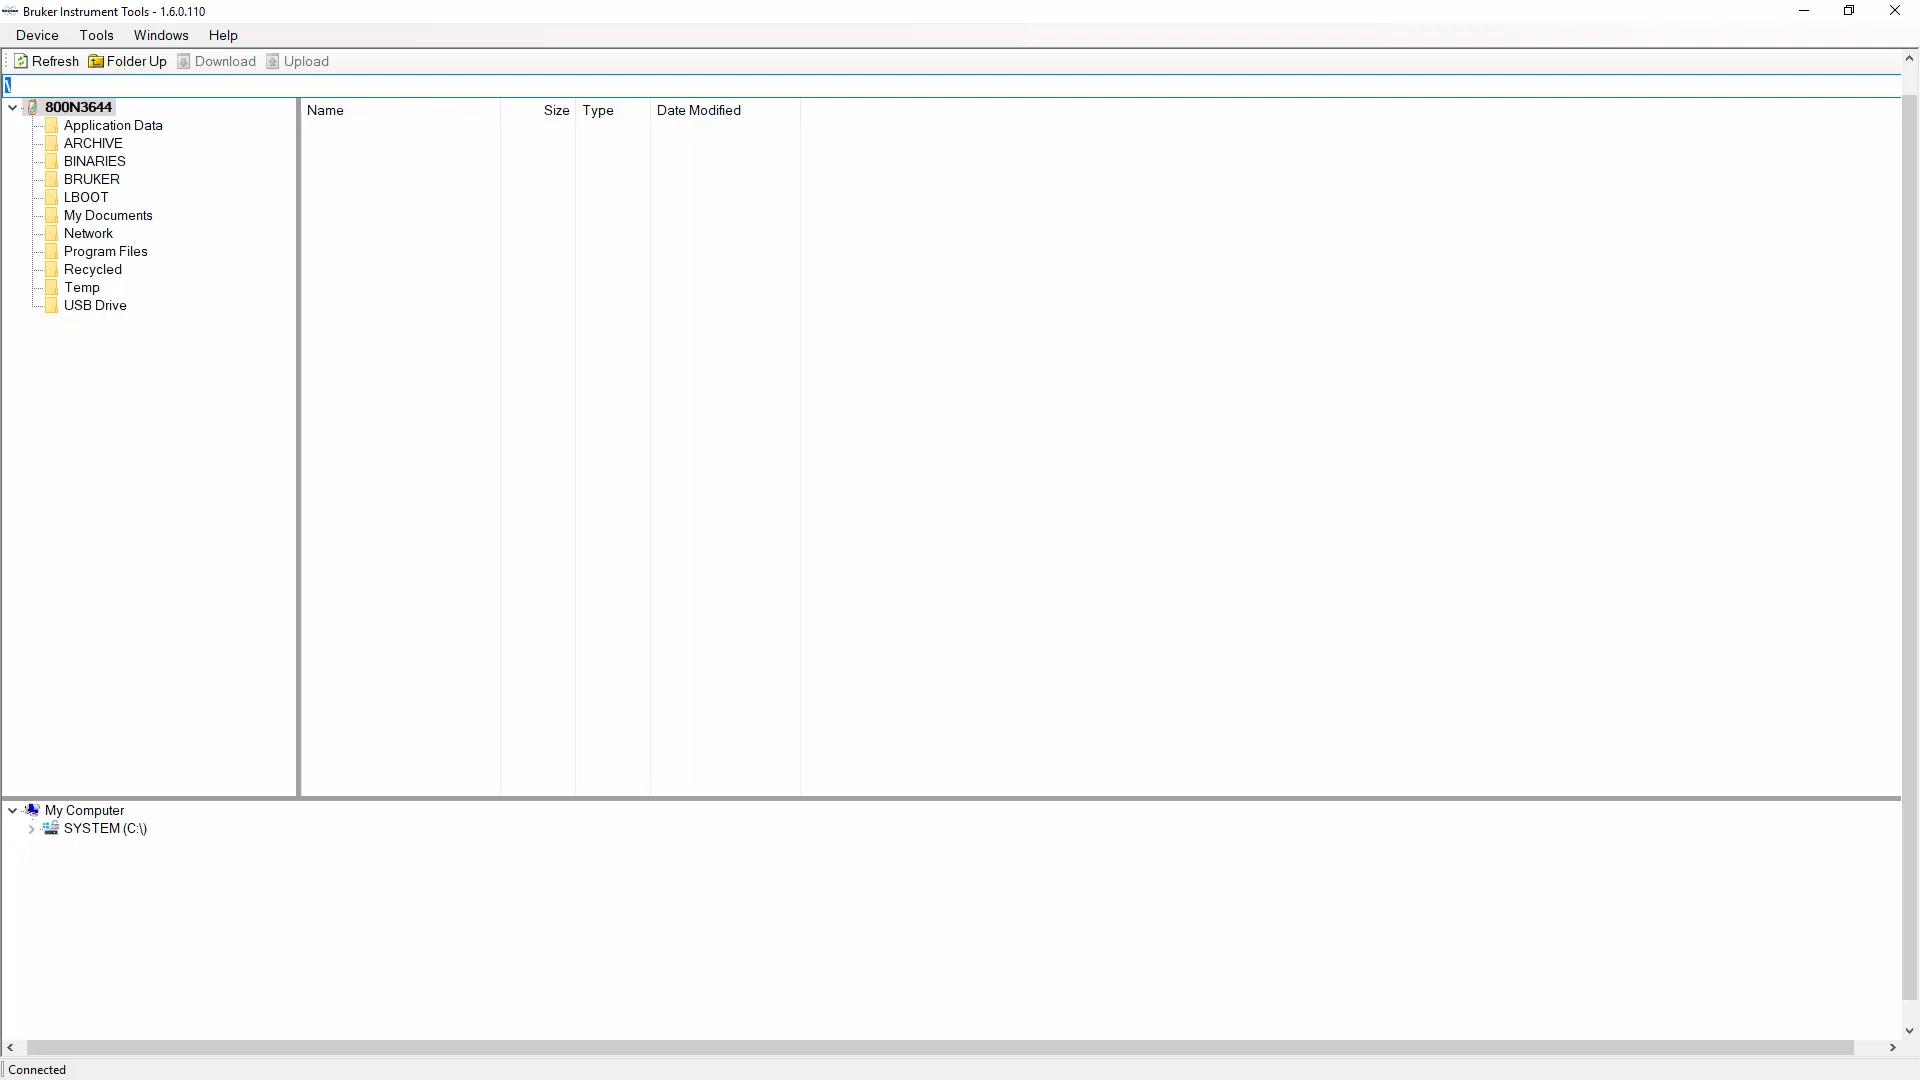 Bruker Instrument Tools - 1.6.0.110
Device Tools Windows Help
Refresh Folder Up Download Upload
\
800N3644
Name Size Type Date Modified
Application Data
ARCHIVE
BINARIES
BRUKER
LBOOT
My Documents
Network
Program Files
Recycled
Temp
USB Drive
My Computer
SYSTEM (C:\)
Connected